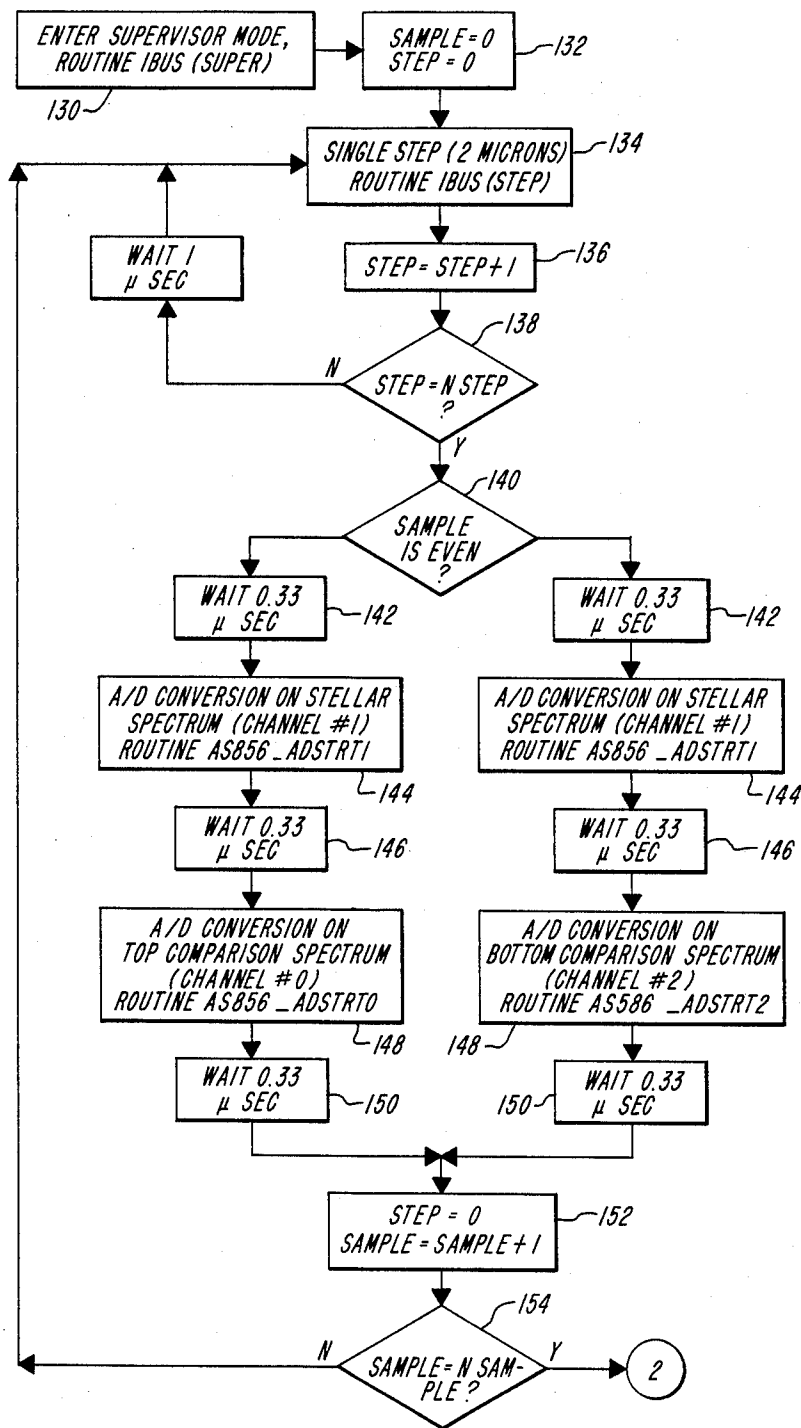 ENTER SUPERVISOR MODE,
ROUTINE IBUS (SUPER)
130
SAMPLE = 0
STEP = 0
132
SINGLE STEP (2 MICRONS)
ROUTINE IBUS (STEP)
134
WAIT 1
μ SEC
STEP = STEP + 1
136
138
N
STEP = N STEP
?
Y
140
SAMPLE
IS EVEN
?
WAIT 0.33
μ SEC
142
WAIT 0.33
μ SEC
142
A/D CONVERSION ON STELLAR
SPECTRUM (CHANNEL #1)
ROUTINE AS856_ADSTRT1
144
A/D CONVERSION ON STELLAR
SPECTRUM (CHANNEL #1)
ROUTINE AS856_ADSTRT1
144
WAIT 0.33
μ SEC
146
WAIT 0.33
μ SEC
146
A/D CONVERSION ON
TOP COMPARISON SPECTRUM
(CHANNEL #0)
ROUTINE AS856_ADSTRT0
148
A/D CONVERSION ON
BOTTOM COMPARISON SPECTRUM
(CHANNEL #2)
ROUTINE AS586_ADSTRT2
148
WAIT 0.33
μ SEC
150
WAIT 0.33
μ SEC
150
STEP = 0
SAMPLE = SAMPLE + 1
152
154
N
SAMPLE = N SAM-
PLE ?
Y
2